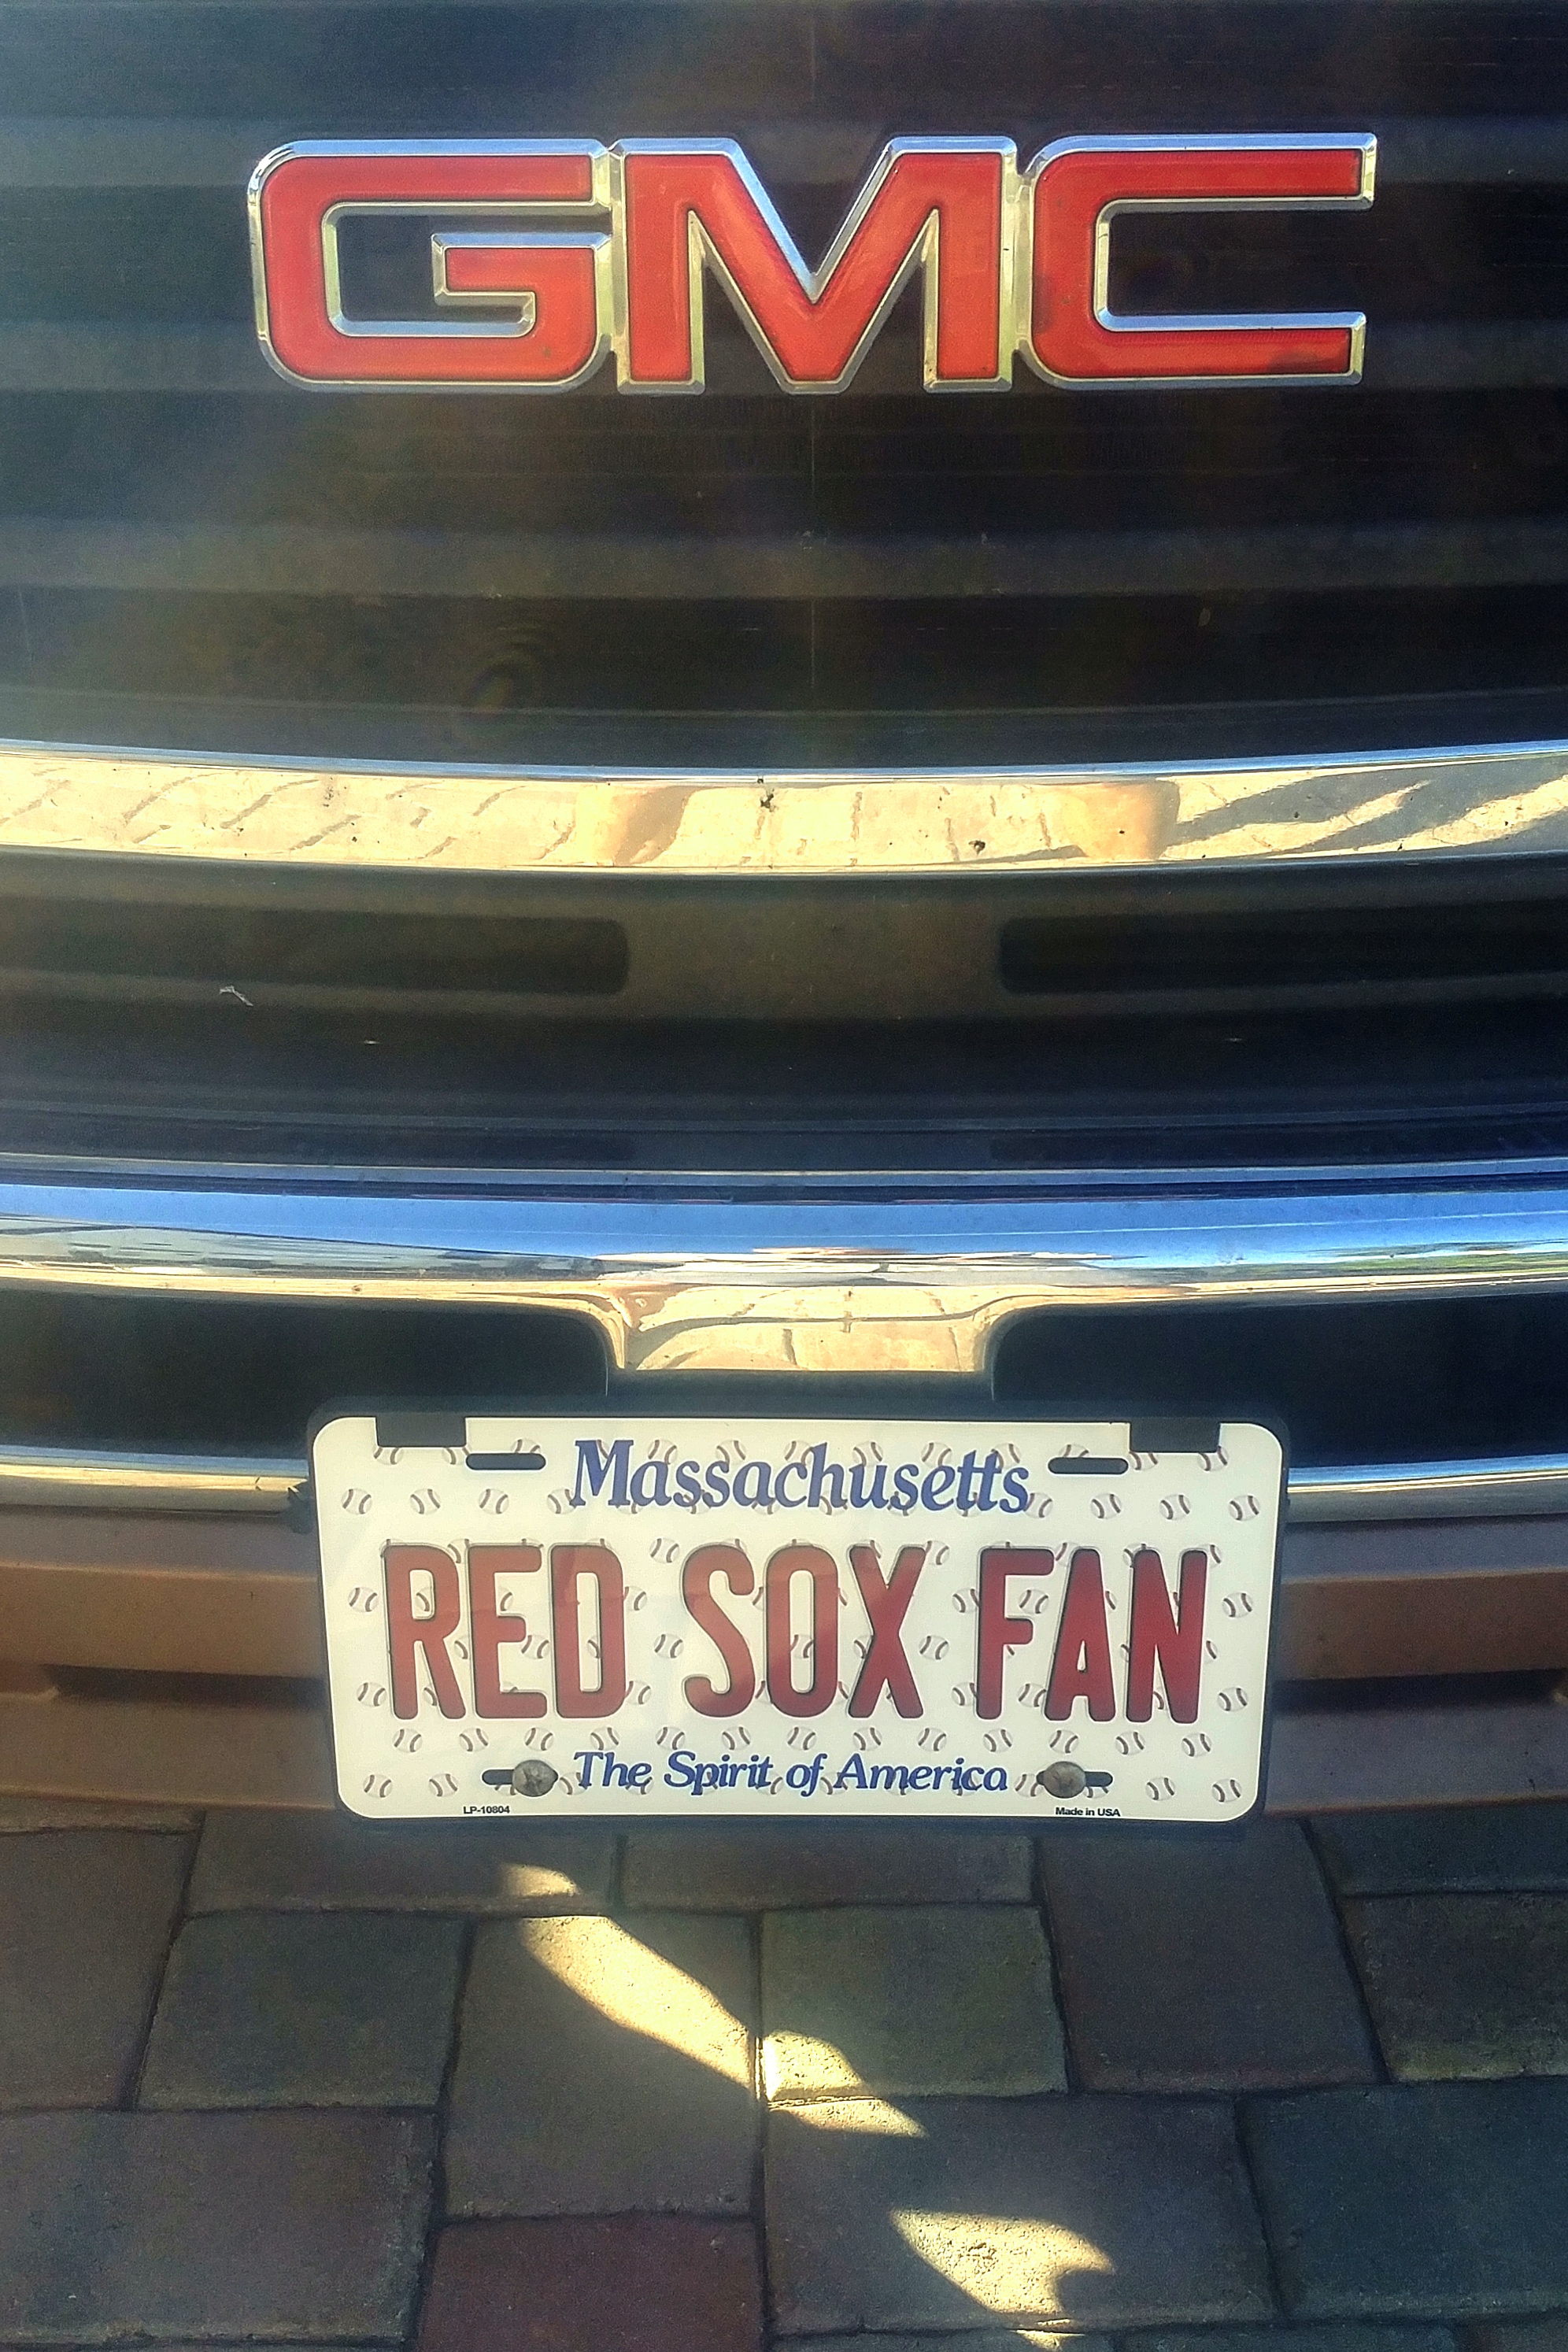 GMC
Massachusetts
RED SOX FAN
The Spirit of America
LP-10804 Made in USA